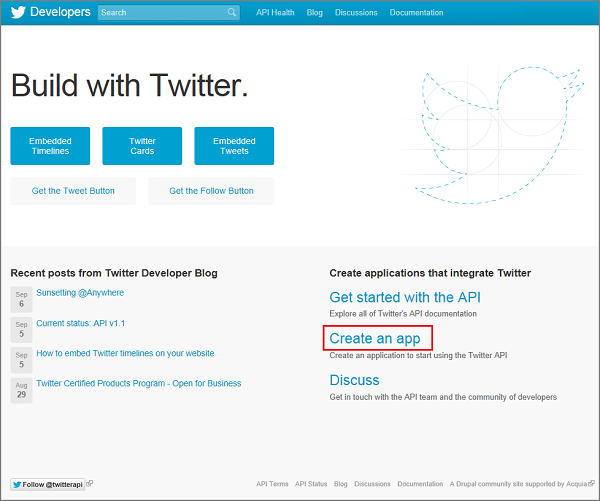 Developers Search API Health Blog Discussions Documentation
Build with Twitter.
Embedded Timelines
Twitter Cards
Embedded Tweets
Get the Tweet Button Get the Follow Button
Recent posts from Twitter Developer Blog
Sep 6 Sunsetting @Anywhere
Sep 5 Current status: API v1.1
Sep 5 How to embed Twitter timelines on your website
Aug 29 Twitter Certified Products Program - Open for Business
Create applications that integrate Twitter
Get started with the API
Explore all of Twitter's API documentation
Create an app
Create an application to start using the Twitter API
Discuss
Get in touch with the API team and the community of developers
Follow @twitterapi API Terms API Status Blog Discussions Documentation A Drupal community site supported by Acquia